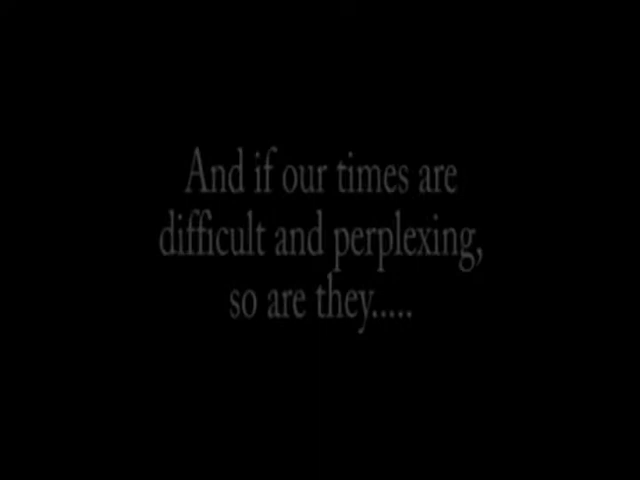 And if our times are
difficult and perplexing,
so are they.....